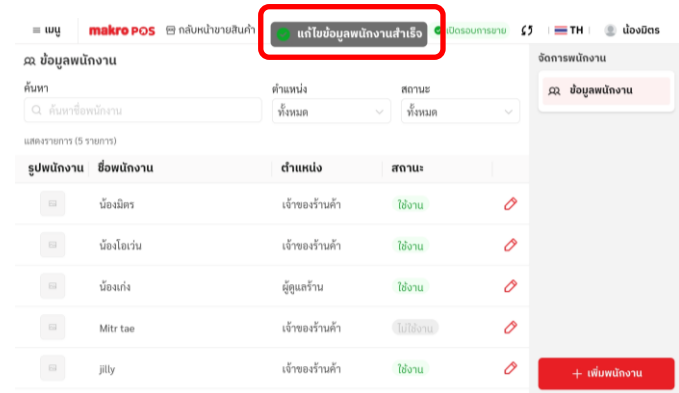 เมนู makro POS กลับหน้าขายสินค้า แก้ไขข้อมูลพนักงานสำเร็จ เปิดรอบการขาย TH น้องมิตร
ข้อมูลพนักงาน
จัดการพนักงาน
ค้นหา ตำแหน่ง สถานะ
ค้นหาชื่อพนักงาน ทั้งหมด ทั้งหมด
ข้อมูลพนักงาน
แสดงรายการ (5 รายการ)
รูปพนักงาน ชื่อพนักงาน ตำแหน่ง สถานะ
น้องมิตร เจ้าของร้านค้า ใช้งาน
น้องโอเว่น เจ้าของร้านค้า ใช้งาน
น้องเก่ง ผู้ดูแลร้าน ใช้งาน
Mitr tae เจ้าของร้านค้า ไม่ใช้งาน
jilly เจ้าของร้านค้า ใช้งาน
+ เพิ่มพนักงาน